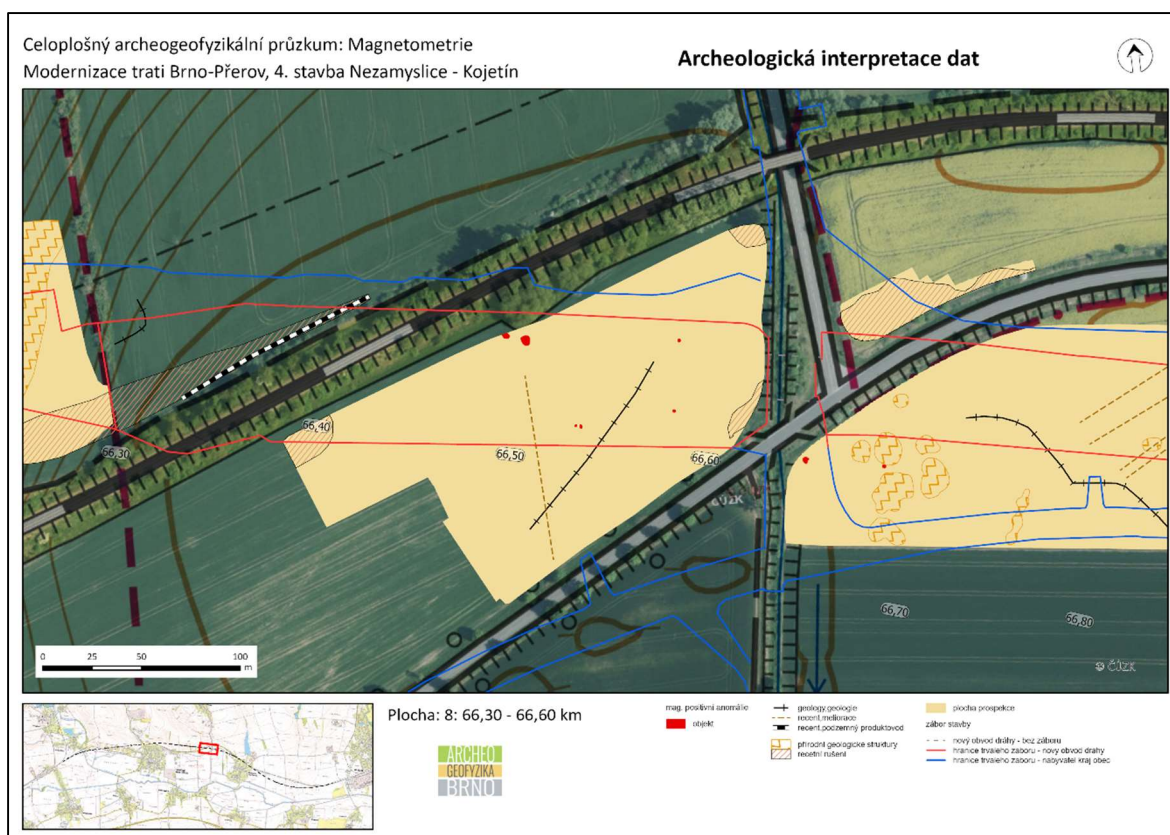 Celoplošný archeogeofyzikální průzkum: Magnetometrie
Modernizace trati Brno-Přerov, 4. stavba Nezamyslice - Kojetín
Archeologická interpretace dat
66,30
66,40
66,50
66,60
ČÚZK
66,70
66,80
© ČÚZK
0 25 50 100
m
Plocha: 8: 66,30 - 66,60 km
ARCHEO
GEOFYZIKA
BRNO
mag. positivní anomálie
objekt
geology,geologie
recent,meliorace
recent,podzemný produktovod
přírodní geologické struktury
recetní rušení
plocha prospekce
zábor stavby
nový obvod dráhy - bez záboru
hranice trvalého záboru - nový obvod dráhy
hranice trvalého záboru - nabyvatel kraj obec